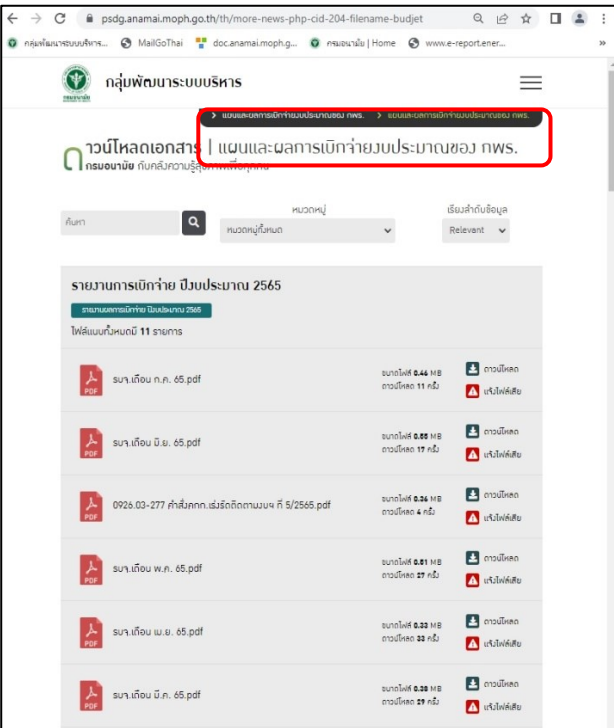 psdg.anamai.moph.go.th/th/more-news-php-cid-204-filename-budjet
กลุ่มพัฒนาระบบบริหาร... MailGoThai doc.anamai.moph.g... กรมอนามัย | Home www.e-report.ener... »
กรมอนามัย
กลุ่มพัฒนาระบบบริหาร
> แผนและผลการเบิกจ่ายงบประมาณของ กพร. > แผนและผลการเบิกจ่ายงบประมาณของ กพร.
ดาวน์โหลดเอกสาร | แผนและผลการเบิกจ่ายงบประมาณของ กพร.
กรมอนามัย กับคลังความรู้สุขภาพเพื่อทุกคน
หมวดหมู่ เรียงลำดับข้อมูล
ค้นหา หมวดหมู่ทั้งหมด Relevant
รายงานการเบิกจ่าย ปีงบประมาณ 2565
รายงานผลการเบิกจ่าย ปีงบประมาณ 2565
ไฟล์แนบทั้งหมดมี 11 รายการ
PDF รบจ.เดือน ก.ค. 65.pdf ขนาดไฟล์ 0.46 MB ดาวน์โหลด
ดาวน์โหลด 11 ครั้ง แจ้งไฟล์เสีย
PDF รบจ.เดือน มิ.ย. 65.pdf ขนาดไฟล์ 0.55 MB ดาวน์โหลด
ดาวน์โหลด 17 ครั้ง แจ้งไฟล์เสีย
PDF 0926.03-277 คำสั่งคกก.เร่งรัดติดตามงบฯ ที่ 5/2565.pdf ขนาดไฟล์ 0.36 MB ดาวน์โหลด
ดาวน์โหลด 4 ครั้ง แจ้งไฟล์เสีย
PDF รบจ.เดือน พ.ค. 65.pdf ขนาดไฟล์ 0.51 MB ดาวน์โหลด
ดาวน์โหลด 27 ครั้ง แจ้งไฟล์เสีย
PDF รบจ.เดือน เม.ย. 65.pdf ขนาดไฟล์ 0.33 MB ดาวน์โหลด
ดาวน์โหลด 33 ครั้ง แจ้งไฟล์เสีย
PDF รบจ.เดือน มี.ค. 65.pdf ขนาดไฟล์ 0.38 MB ดาวน์โหลด
ดาวน์โหลด 29 ครั้ง แจ้งไฟล์เสีย